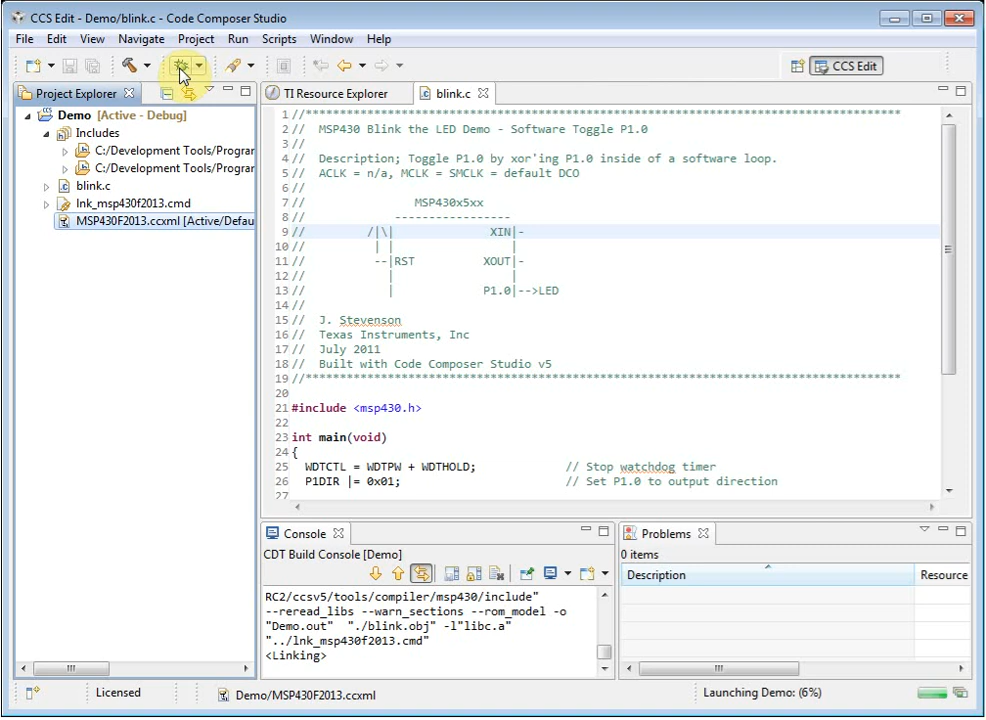 CCS Edit - Demo/blink.c - Code Composer Studio
File Edit View Navigate Project Run Scripts Window Help
CCS Edit
Project Explorer
Demo [Active - Debug]
Includes
C:/Development Tools/Progra
C:/Development Tools/Progra
blink.c
lnk_msp430f2013.cmd
MSP430F2013.ccxml [Active/Defau
TI Resource Explorer
blink.c
1 //*******************************************************************************
2 //  MSP430 Blink the LED Demo - Software Toggle P1.0
3 //
4 //  Description; Toggle P1.0 by xor'ing P1.0 inside of a software loop.
5 //  ACLK = n/a, MCLK = SMCLK = default DCO
6 //
7 //                MSP430x5xx
8 //             -----------------
9 //         /|\|              XIN|-
10 //          | |                 |
11 //          --|RST          XOUT|-
12 //            |                 |
13 //            |             P1.0|-->LED
14 //
15 //  J. Stevenson
16 //  Texas Instruments, Inc
17 //  July 2011
18 //  Built with Code Composer Studio v5
19 //*******************************************************************************
20
21 #include <msp430.h>
22
23 int main(void)
24 {
25   WDTCTL = WDTPW + WDTHOLD;             // Stop watchdog timer
26   P1DIR |= 0x01;                        // Set P1.0 to output direction
27
Console
CDT Build Console [Demo]
RC2/ccsv5/tools/compiler/msp430/include"
--reread_libs --warn_sections --rom_model -o
"Demo.out"  "./blink.obj" -l"libc.a"
"../lnk_msp430f2013.cmd"
<Linking>
Problems
0 items
Description Resource
Licensed
Demo/MSP430F2013.ccxml
Launching Demo: (6%)